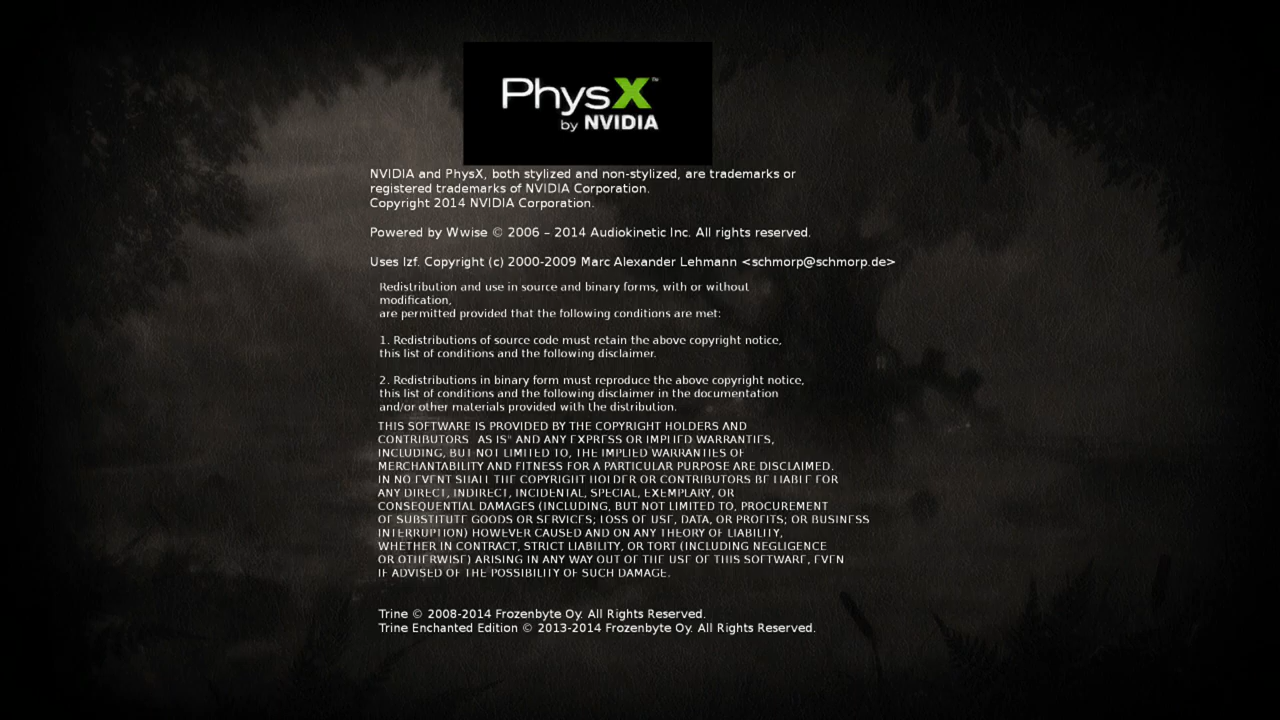 PhysX™
by NVIDIA
NVIDIA and PhysX, both stylized and non-stylized, are trademarks or
registered trademarks of NVIDIA Corporation.
Copyright 2014 NVIDIA Corporation.
Powered by Wwise © 2006 – 2014 Audiokinetic Inc. All rights reserved.
Uses lzf. Copyright (c) 2000-2009 Marc Alexander Lehmann <schmorp@schmorp.de>
Redistribution and use in source and binary forms, with or without
modification,
are permitted provided that the following conditions are met:
1. Redistributions of source code must retain the above copyright notice,
this list of conditions and the following disclaimer.
2. Redistributions in binary form must reproduce the above copyright notice,
this list of conditions and the following disclaimer in the documentation
and/or other materials provided with the distribution.
THIS SOFTWARE IS PROVIDED BY THE COPYRIGHT HOLDERS AND
CONTRIBUTORS AS IS" AND ANY EXPRESS OR IMPLIED WARRANTIES,
INCLUDING, BUT NOT LIMITED TO, THE IMPLIED WARRANTIES OF
MERCHANTABILITY AND FITNESS FOR A PARTICULAR PURPOSE ARE DISCLAIMED.
IN NO EVENT SHALL THE COPYRIGHT HOLDER OR CONTRIBUTORS BE LIABLE FOR
ANY DIRECT, INDIRECT, INCIDENTAL, SPECIAL, EXEMPLARY, OR
CONSEQUENTIAL DAMAGES (INCLUDING, BUT NOT LIMITED TO, PROCUREMENT
OF SUBSTITUTE GOODS OR SERVICES; LOSS OF USE, DATA, OR PROFITS; OR BUSINESS
INTERRUPTION) HOWEVER CAUSED AND ON ANY THEORY OF LIABILITY,
WHETHER IN CONTRACT, STRICT LIABILITY, OR TORT (INCLUDING NEGLIGENCE
OR OTHERWISE) ARISING IN ANY WAY OUT OF THE USE OF THIS SOFTWARE, EVEN
IF ADVISED OF THE POSSIBILITY OF SUCH DAMAGE.
Trine © 2008-2014 Frozenbyte Oy. All Rights Reserved.
Trine Enchanted Edition © 2013-2014 Frozenbyte Oy. All Rights Reserved.